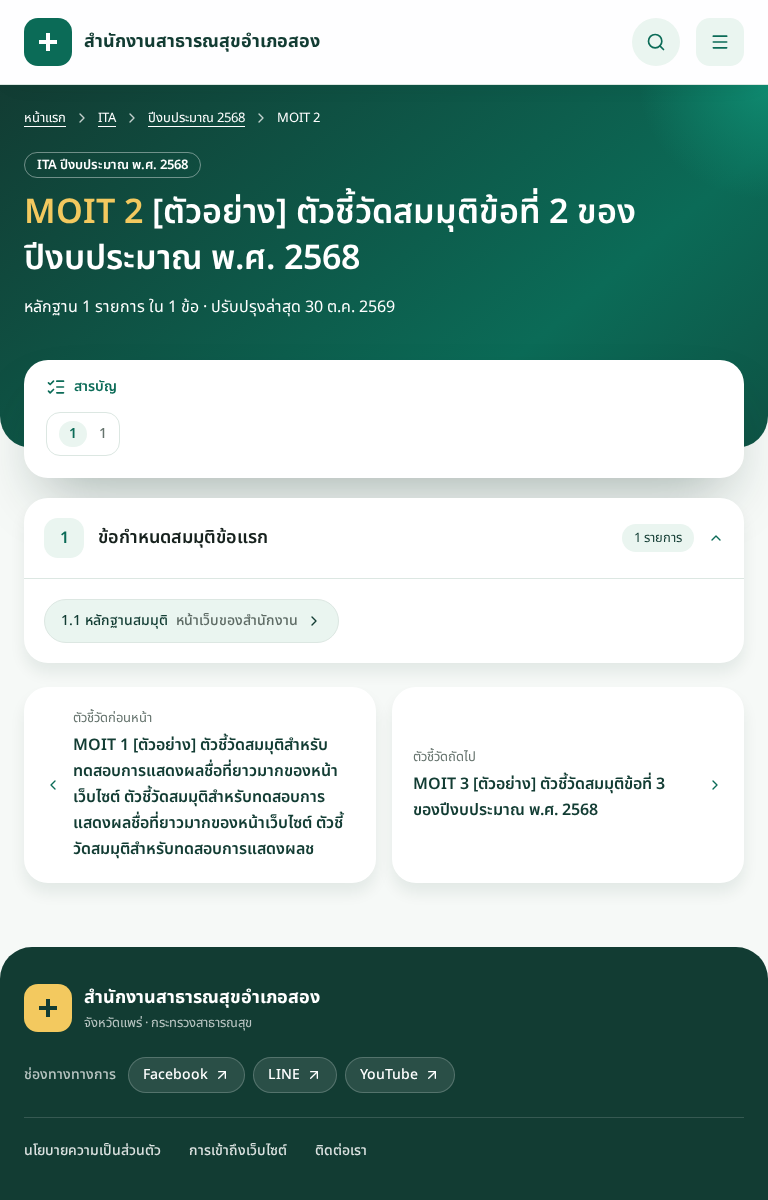 สำนักงานสาธารณสุขอำเภอสอง
หน้าแรก > ITA > ปีงบประมาณ 2568 > MOIT 2
ITA ปีงบประมาณ พ.ศ. 2568
MOIT 2 [ตัวอย่าง] ตัวชี้วัดสมมุติข้อที่ 2 ของ
ปีงบประมาณ พ.ศ. 2568
หลักฐาน 1 รายการ ใน 1 ข้อ · ปรับปรุงล่าสุด 30 ต.ค. 2569
สารบัญ
1 1
1 ข้อกำหนดสมมุติข้อแรก 1 รายการ
1.1 หลักฐานสมมุติ หน้าเว็บของสำนักงาน
ตัวชี้วัดก่อนหน้า
MOIT 1 [ตัวอย่าง] ตัวชี้วัดสมมุติสำหรับ
ทดสอบการแสดงผลชื่อที่ยาวมากของหน้า
เว็บไซต์ ตัวชี้วัดสมมุติสำหรับทดสอบการ
แสดงผลชื่อที่ยาวมากของหน้าเว็บไซต์ ตัวชี้
วัดสมมุติสำหรับทดสอบการแสดงผลช
ตัวชี้วัดถัดไป
MOIT 3 [ตัวอย่าง] ตัวชี้วัดสมมุติข้อที่ 3
ของปีงบประมาณ พ.ศ. 2568
สำนักงานสาธารณสุขอำเภอสอง
จังหวัดแพร่ · กระทรวงสาธารณสุข
ช่องทางทางการ Facebook LINE YouTube
นโยบายความเป็นส่วนตัว การเข้าถึงเว็บไซต์ ติดต่อเรา